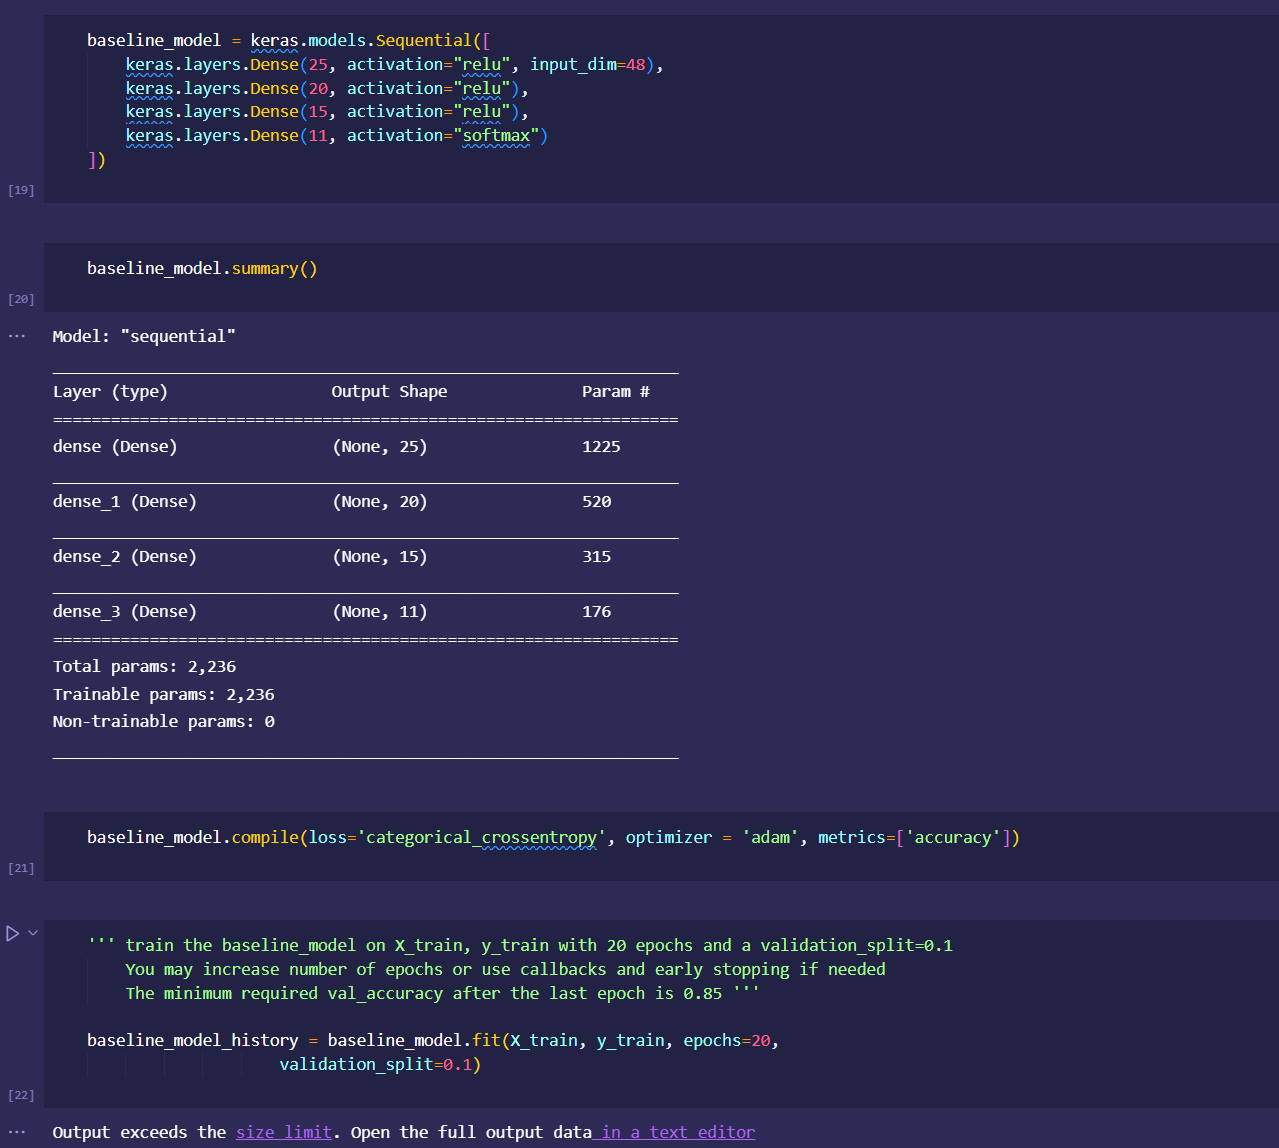 baseline_model = keras.models.Sequential([
keras.layers.Dense(25, activation="relu", input_dim=48),
keras.layers.Dense(20, activation="relu"),
keras.layers.Dense(15, activation="relu"),
keras.layers.Dense(11, activation="softmax")
])
[19]
baseline_model.summary()
[20]
... Model: "sequential"
_________________________________________________________________
Layer (type) Output Shape Param #
=================================================================
dense (Dense) (None, 25) 1225
_________________________________________________________________
dense_1 (Dense) (None, 20) 520
_________________________________________________________________
dense_2 (Dense) (None, 15) 315
_________________________________________________________________
dense_3 (Dense) (None, 11) 176
=================================================================
Total params: 2,236
Trainable params: 2,236
Non-trainable params: 0
_________________________________________________________________
baseline_model.compile(loss='categorical_crossentropy', optimizer = 'adam', metrics=['accuracy'])
[21]
''' train the baseline_model on X_train, y_train with 20 epochs and a validation_split=0.1
You may increase number of epochs or use callbacks and early stopping if needed
The minimum required val_accuracy after the last epoch is 0.85 '''
baseline_model_history = baseline_model.fit(X_train, y_train, epochs=20,
validation_split=0.1)
[22]
... Output exceeds the size limit. Open the full output data in a text editor